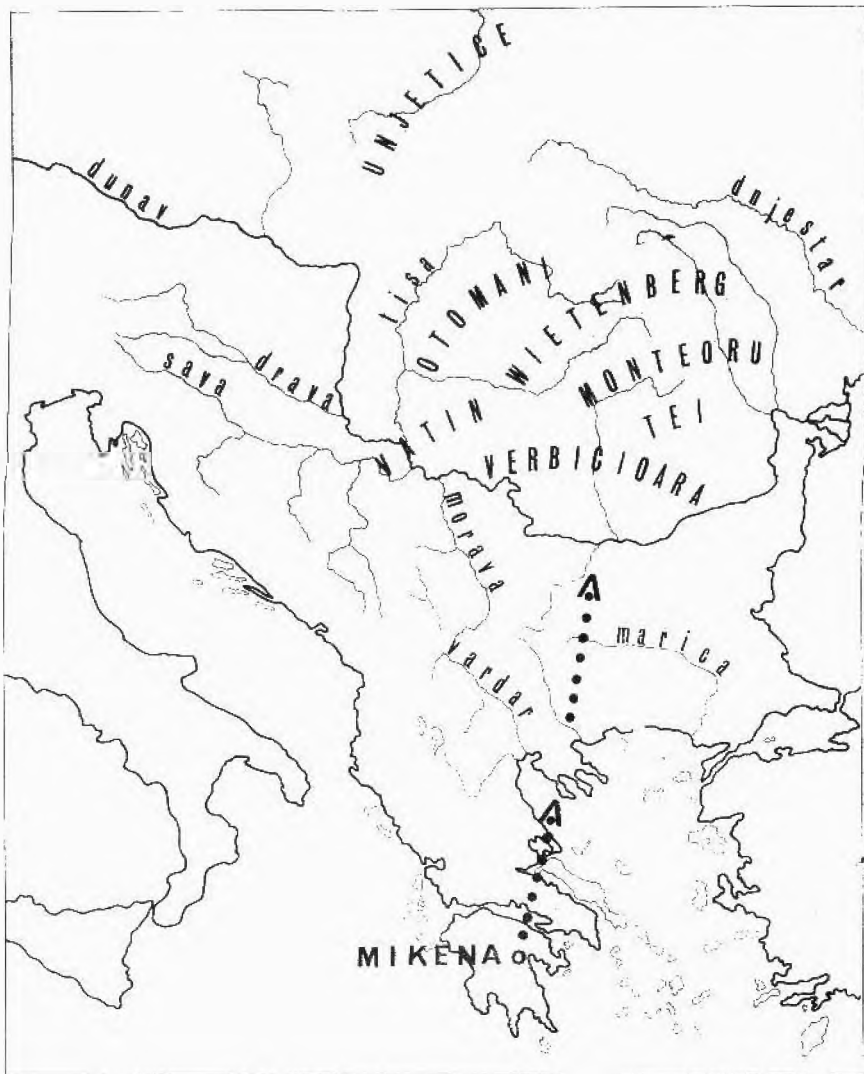 UNJETICE
dunav
dnjestar
tisa
OTOMANI
WIETENBERG
drava
sava
MONTEORU
TEI
VATIN
VERBICIOARA
morava
marica
vardar
MIKENA